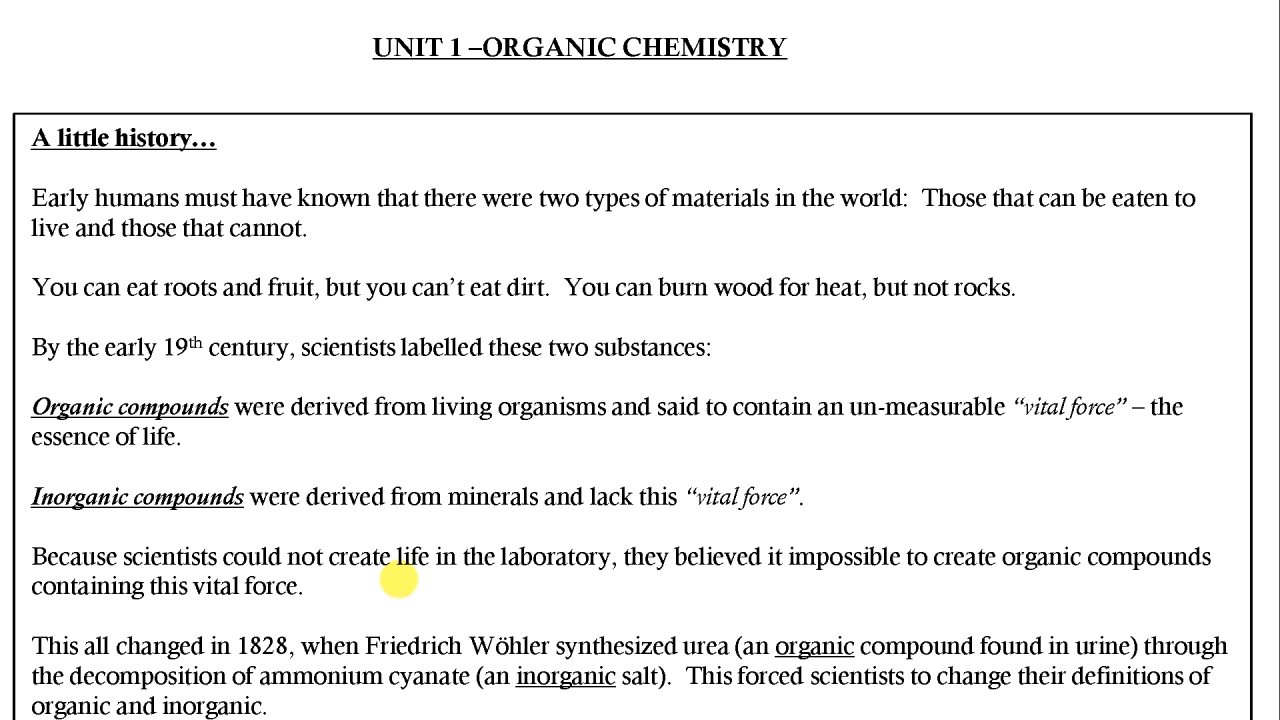 UNIT 1 –ORGANIC CHEMISTRY
A little history…
Early humans must have known that there were two types of materials in the world:  Those that can be eaten to
live and those that cannot.
You can eat roots and fruit, but you can’t eat dirt.  You can burn wood for heat, but not rocks.
By the early 19th century, scientists labelled these two substances:
Organic compounds were derived from living organisms and said to contain an un-measurable “vital force” – the
essence of life.
Inorganic compounds were derived from minerals and lack this “vital force”.
Because scientists could not create life in the laboratory, they believed it impossible to create organic compounds
containing this vital force.
This all changed in 1828, when Friedrich Wöhler synthesized urea (an organic compound found in urine) through
the decomposition of ammonium cyanate (an inorganic salt).  This forced scientists to change their definitions of
organic and inorganic.